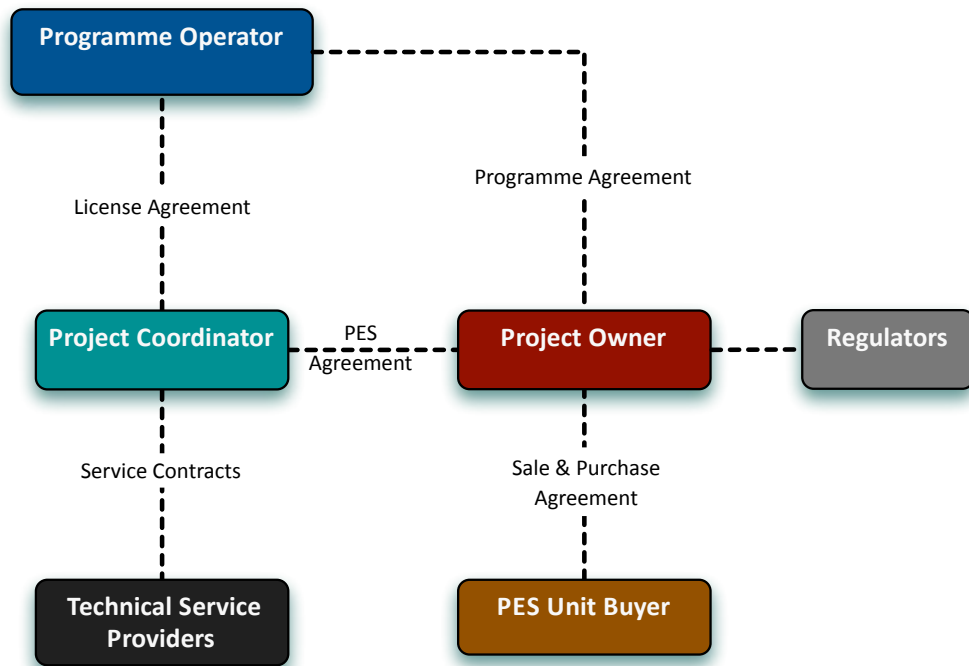 Programme Operator
Programme Agreement
License Agreement
Project Coordinator
PES
Agreement
Project Owner
Regulators
Service Contracts
Sale & Purchase
Agreement
Technical Service
Providers
PES Unit Buyer